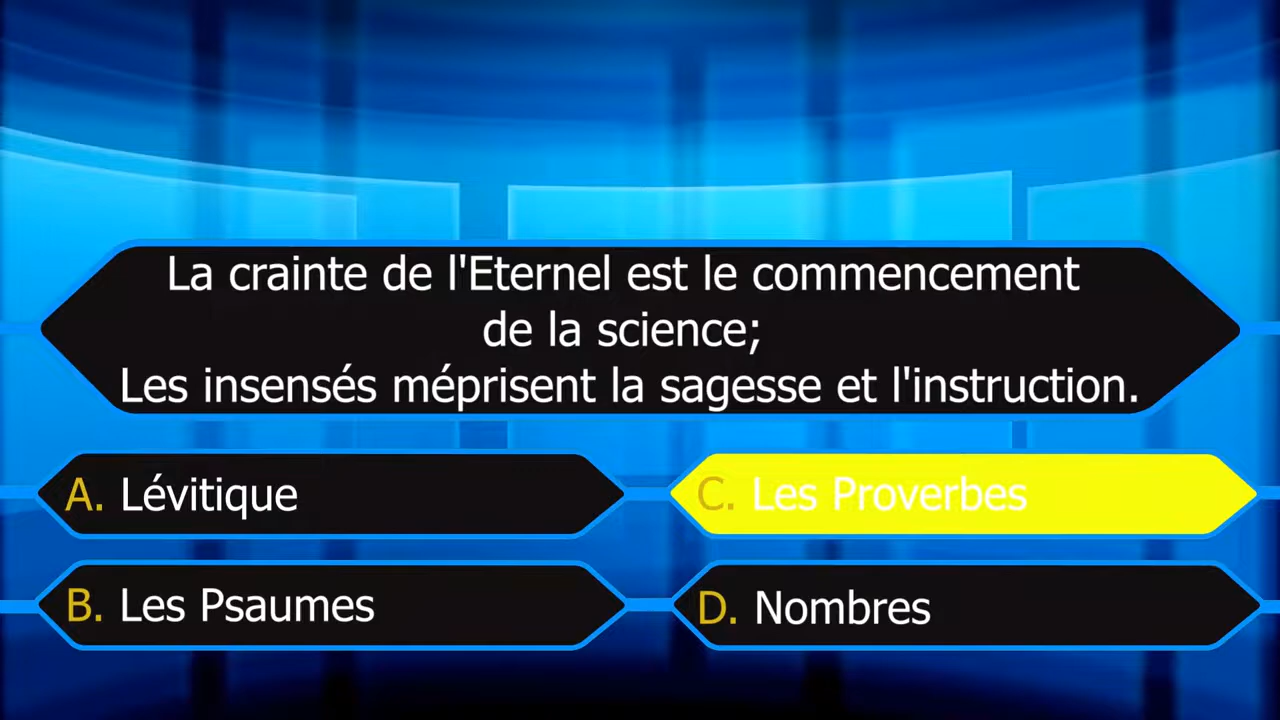 La crainte de l'Eternel est le commencement
de la science;
Les insensés méprisent la sagesse et l'instruction.
A. Lévitique
C. Les Proverbes
B. Les Psaumes
D. Nombres